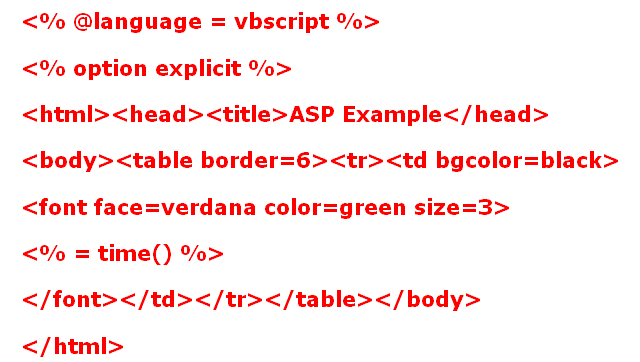 <% @language = vbscript %>
<% option explicit %>
<html><head><title>ASP Example</head>
<body><table border=6><tr><td bgcolor=black>
<font face=verdana color=green size=3>
<% = time() %>
</font></td></tr></table></body>
</html>